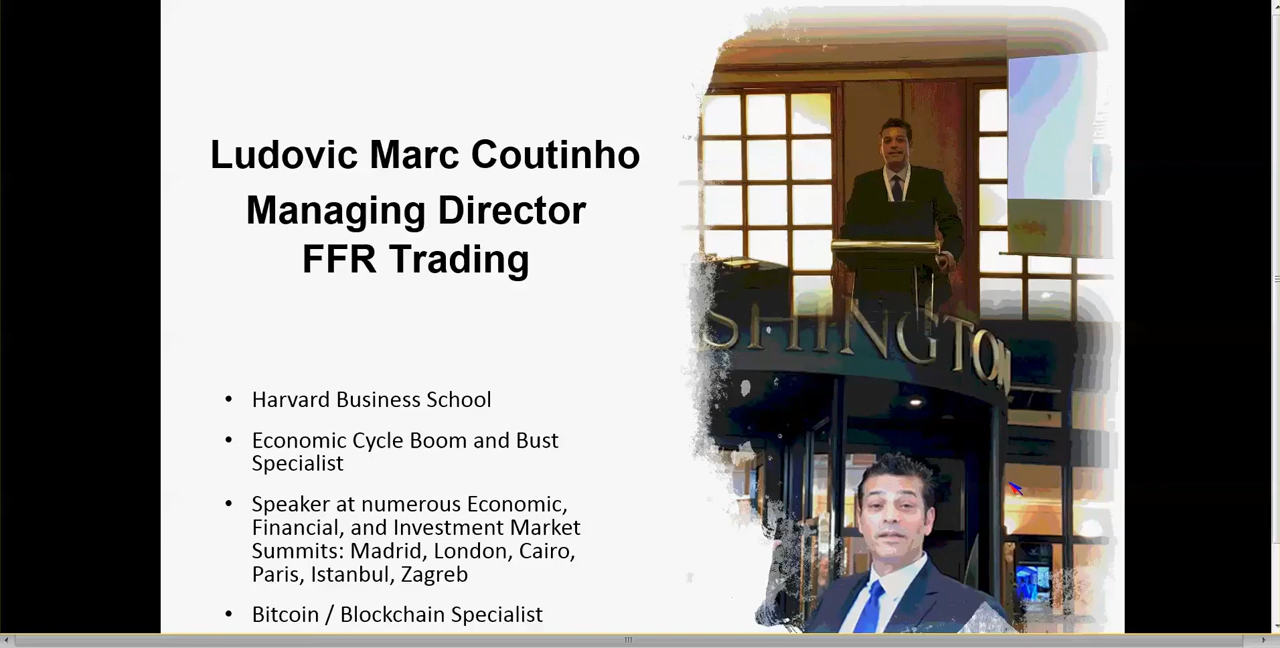 Ludovic Marc Coutinho
Managing Director
FFR Trading
• Harvard Business School
• Economic Cycle Boom and Bust
Specialist
• Speaker at numerous Economic,
Financial, and Investment Market
Summits: Madrid, London, Cairo,
Paris, Istanbul, Zagreb
• Bitcoin / Blockchain Specialist
SHINGTON